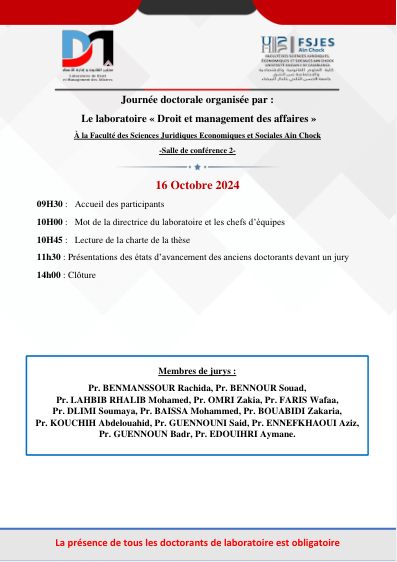 Laboratoire de Droit
et Management des Affaires
FSJES
Aïn Chock
FACULTÉ DES SCIENCES JURIDIQUES,
ÉCONOMIQUES ET SOCIALES AÏN CHOCK
UNIVERSITÉ HASSAN II DE CASABLANCA
Journée doctorale organisée par :
Le laboratoire « Droit et management des affaires »
À la Faculté des Sciences Juridiques Economiques et Sociales Ain Chock
-Salle de conférence 2-
16 Octobre 2024
09H30 : Accueil des participants
10H00 : Mot de la directrice du laboratoire et les chefs d’équipes
10H45 : Lecture de la charte de la thèse
11h30 : Présentations des états d’avancement des anciens doctorants devant un jury
14h00 : Clôture
Membres de jurys :
Pr. BENMANSSOUR Rachida, Pr. BENNOUR Souad,
Pr. LAHBIB RHALIB Mohamed, Pr. OMRI Zakia, Pr. FARIS Wafaa,
Pr. DLIMI Soumaya, Pr. BAISSA Mohammed, Pr. BOUABIDI Zakaria,
Pr. KOUCHIH Abdelouahid, Pr. GUENNOUNI Said, Pr. ENNEFKHAOUI Aziz,
Pr. GUENNOUN Badr, Pr. EDOUIHRI Aymane.
La présence de tous les doctorants de laboratoire est obligatoire